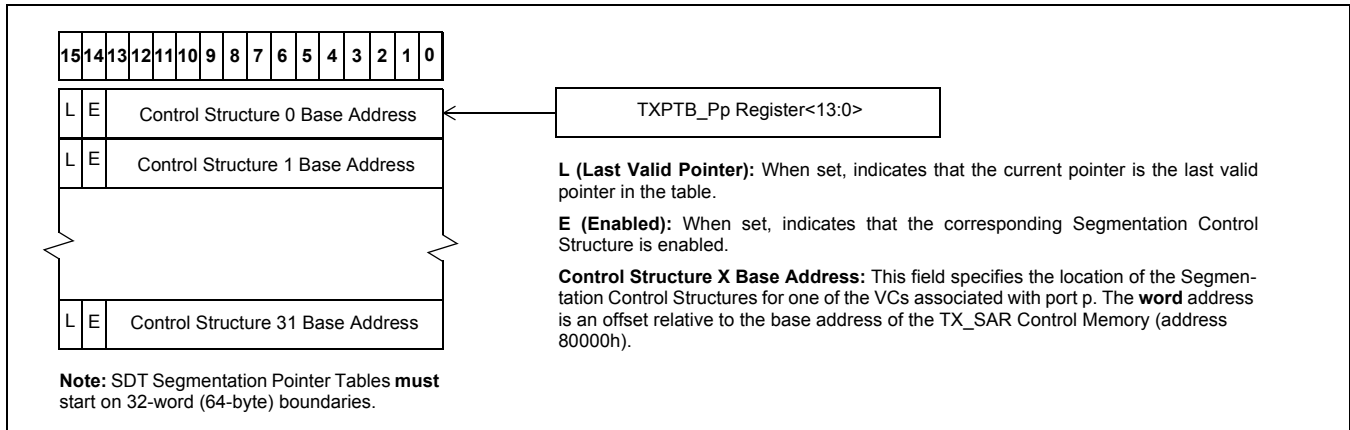 15 14 13 12 11 10 9 8 7 6 5 4 3 2 1 0
L E Control Structure 0 Base Address
TXPTB_Pp Register<13:0>
L E Control Structure 1 Base Address
L (Last Valid Pointer): When set, indicates that the current pointer is the last valid
pointer in the table.
E (Enabled): When set, indicates that the corresponding Segmentation Control
Structure is enabled.
Control Structure X Base Address: This field specifies the location of the Segmen-
tation Control Structures for one of the VCs associated with port p. The word address
is an offset relative to the base address of the TX_SAR Control Memory (address
80000h).
L E Control Structure 31 Base Address
Note: SDT Segmentation Pointer Tables must
start on 32-word (64-byte) boundaries.